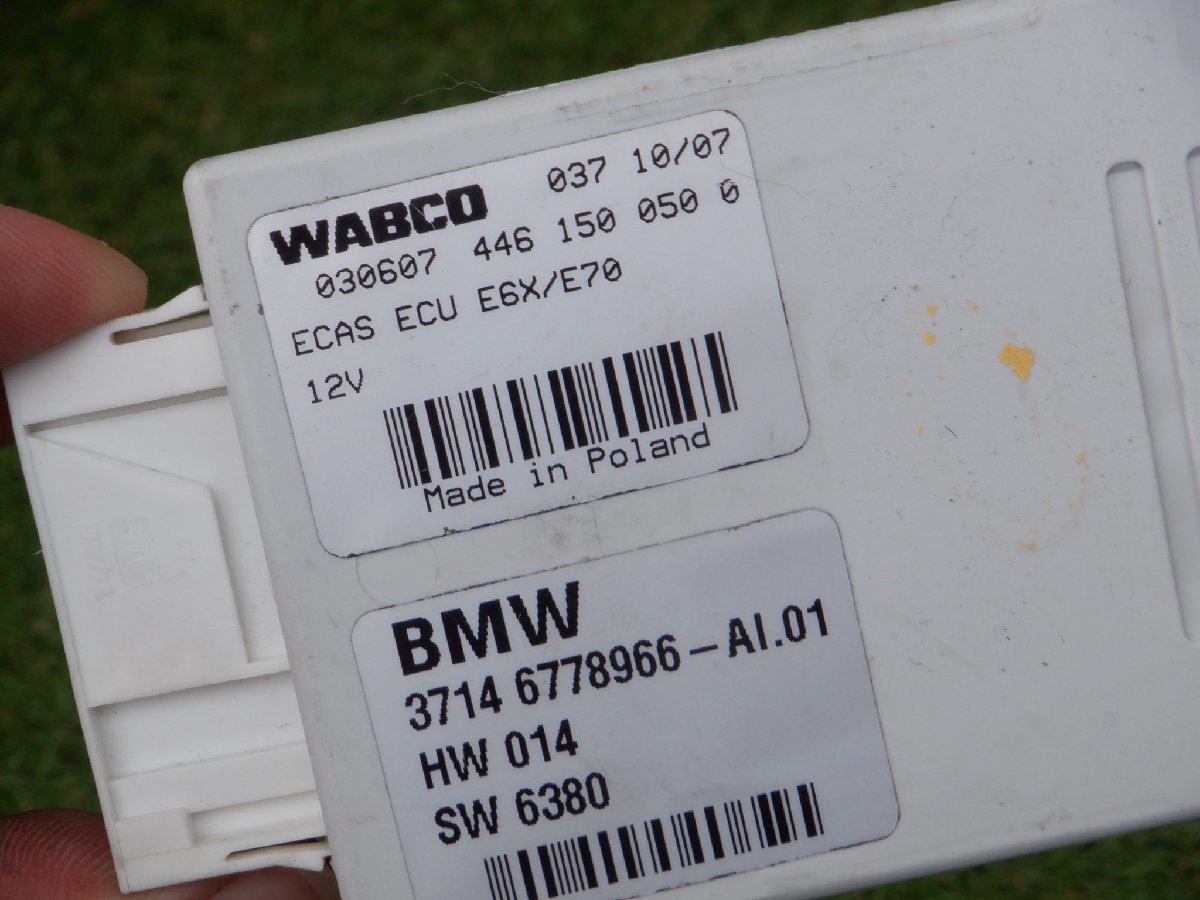 WABCO 037 10/07
030607 446 150 050 0
ECAS ECU E6X/E70
12V
Made in Poland
BMW
3714 6778966-AI.01
HW 014
SW 6380